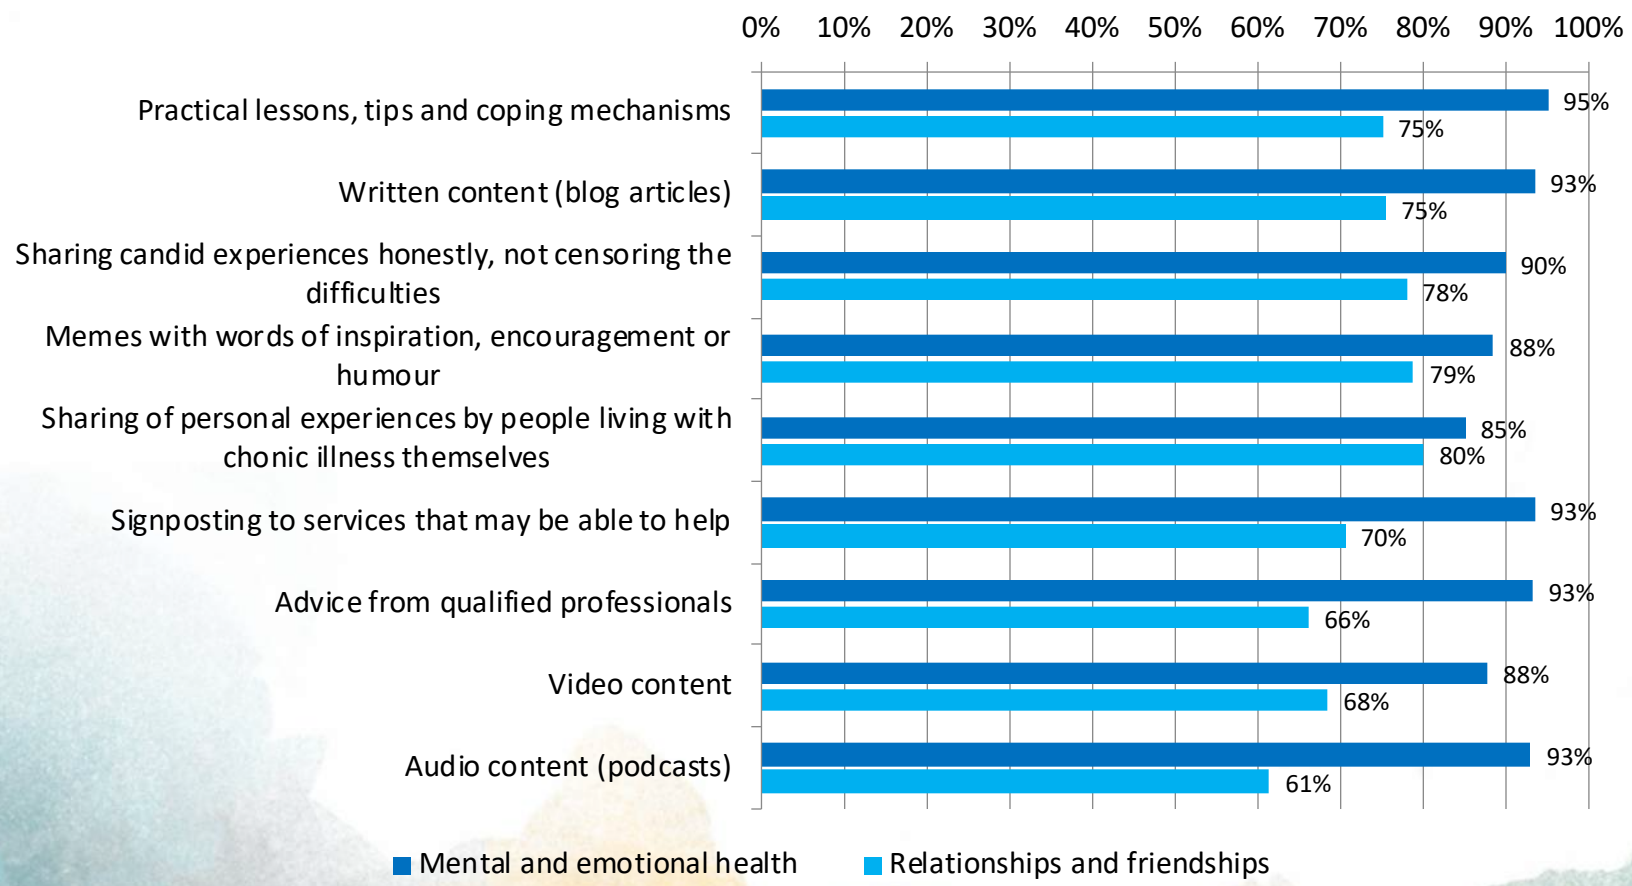 0% 10% 20% 30% 40% 50% 60% 70% 80% 90% 100%
Practical lessons, tips and coping mechanisms
95%
75%
Written content (blog articles)
93%
75%
Sharing candid experiences honestly, not censoring the
difficulties
90%
78%
Memes with words of inspiration, encouragement or
humour
88%
79%
Sharing of personal experiences by people living with
chonic illness themselves
85%
80%
Signposting to services that may be able to help
93%
70%
Advice from qualified professionals
93%
66%
Video content
88%
68%
Audio content (podcasts)
93%
61%
Mental and emotional health
Relationships and friendships